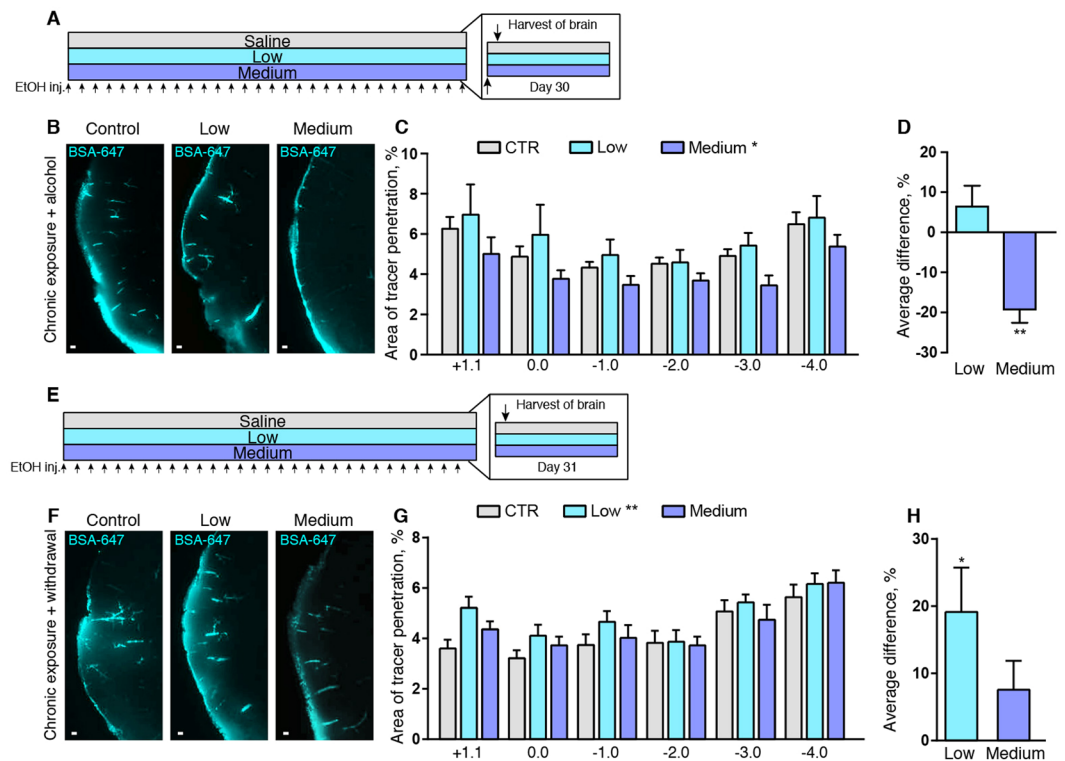 A
Saline
Low
Medium
EtOH inj.
Harvest of brain
Day 30
B
Control Low Medium
Chronic exposure + alcohol
BSA-647 BSA-647 BSA-647
C
CTR Low Medium *
Area of tracer penetration, %
10
8
6
4
2
0
+1.1 0.0 -1.0 -2.0 -3.0 -4.0
D
Average difference, %
20
10
0
-10
-20
-30
**
Low Medium
E
Saline
Low
Medium
EtOH inj.
Harvest of brain
Day 31
F
Control Low Medium
Chronic exposure + withdrawal
BSA-647 BSA-647 BSA-647
G
CTR Low ** Medium
Area of tracer penetration, %
8
6
4
2
0
+1.1 0.0 -1.0 -2.0 -3.0 -4.0
H
Average difference, %
30
20
10
0
*
Low Medium